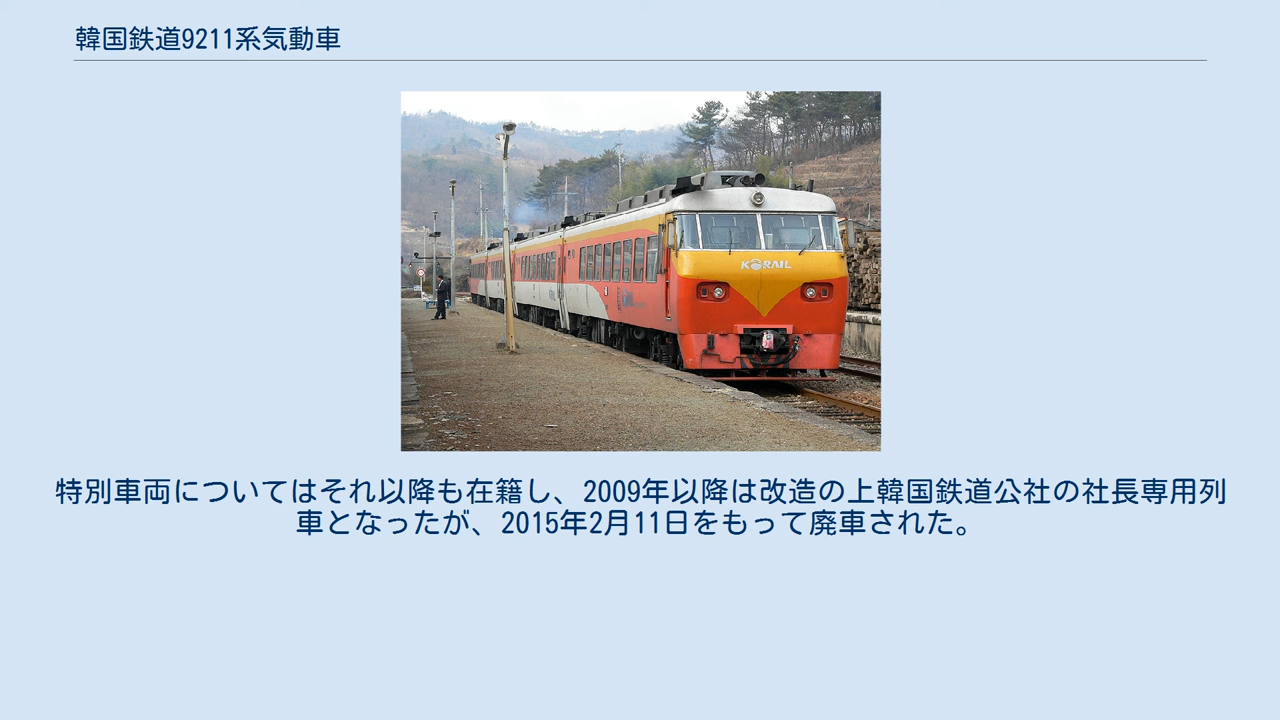 韓国鉄道9211系気動車
KORAIL
特別車両についてはそれ以降も在籍し、2009年以降は改造の上韓国鉄道公社の社長専用列
車となったが、2015年2月11日をもって廃車された。